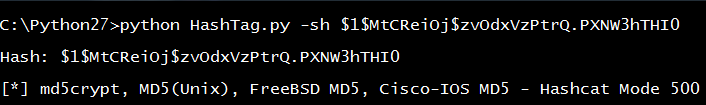 C:\Python27>python HashTag.py -sh $1$MtCReiOj$zvOdxVzPtrQ.PXNW3hTHI0
Hash: $1$MtCReiOj$zvOdxVzPtrQ.PXNW3hTHI0
[*] md5crypt, MD5(Unix), FreeBSD MD5, Cisco-IOS MD5 - Hashcat Mode 500